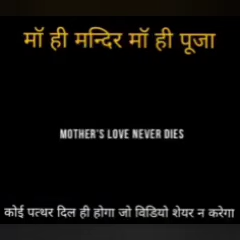 मॉ ही मन्दिर मॉ ही पूजा
MOTHER'S LOVE NEVER DIES
कोई पत्थर दिल ही होगा जो विडियो शेयर न करेगा